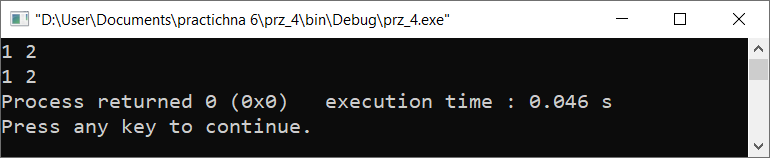 "D:\User\Documents\practichna 6\prz_4\bin\Debug\prz_4.exe"
1 2
1 2
Process returned 0 (0x0)   execution time : 0.046 s
Press any key to continue.